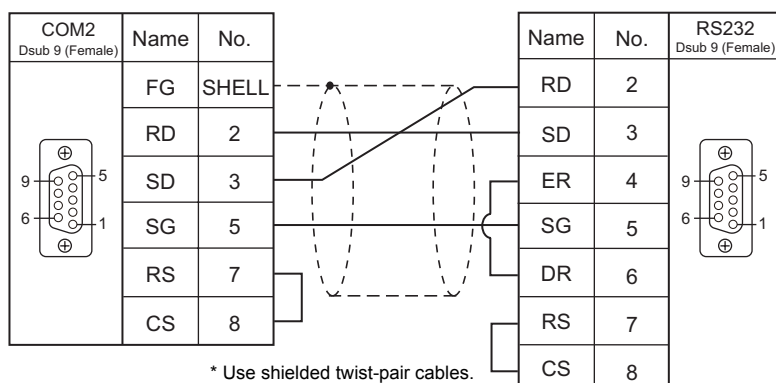 COM2
Dsub 9 (Female)
Name No.
FG SHELL
RD 2
SD 3
SG 5
RS 7
CS 8
9 5
6 1
Name No.
RS232
Dsub 9 (Female)
RD 2
SD 3
ER 4
SG 5
DR 6
RS 7
CS 8
9 5
6 1
* Use shielded twist-pair cables.